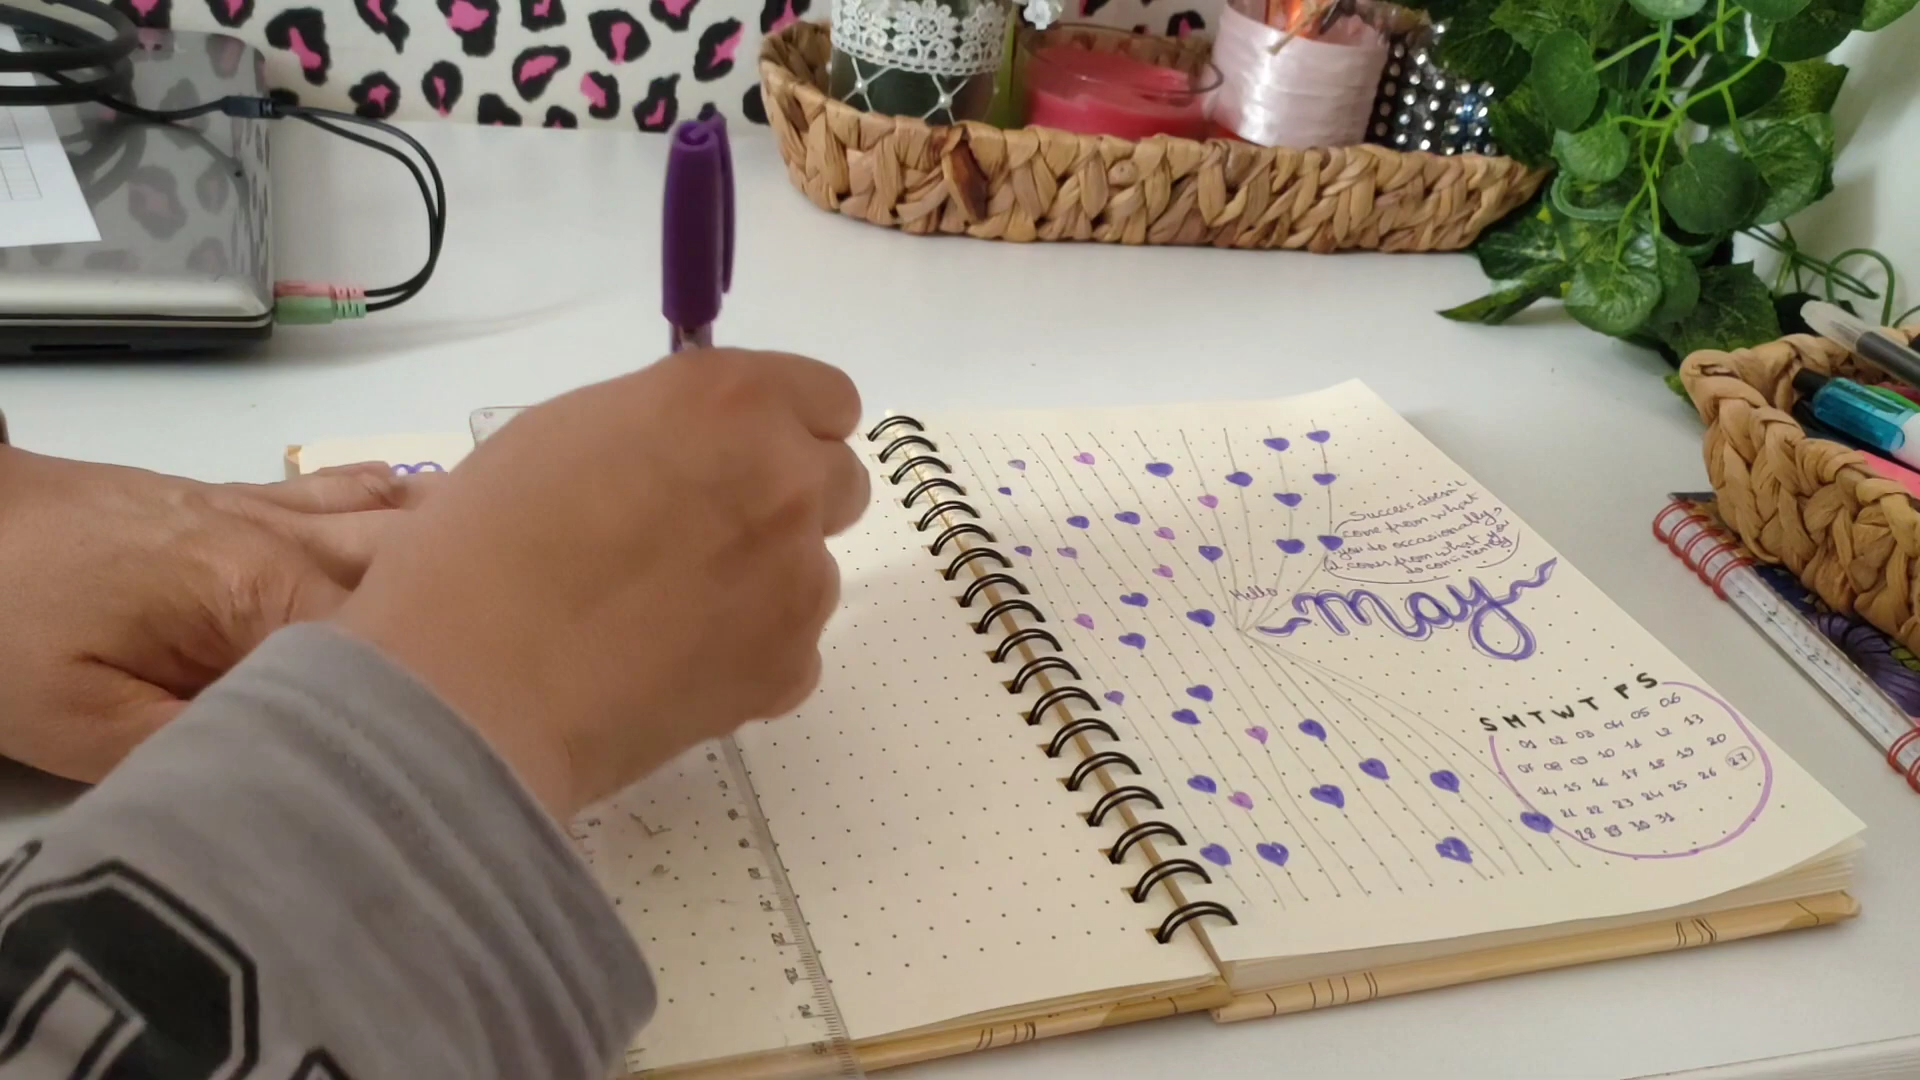 Success doesn't
come from what
you do occasionally,
it comes from what you
do consistently
Hello
may
S M T W T F S
01 02 03 04 05 06
07 08 09 10 11 12 13
14 15 16 17 18 19 20
21 22 23 24 25 26 27
28 29 30 31